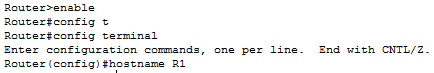 Router>enable
Router#config t
Router#config terminal
Enter configuration commands, one per line.  End with CNTL/Z.
Router(config)#hostname R1